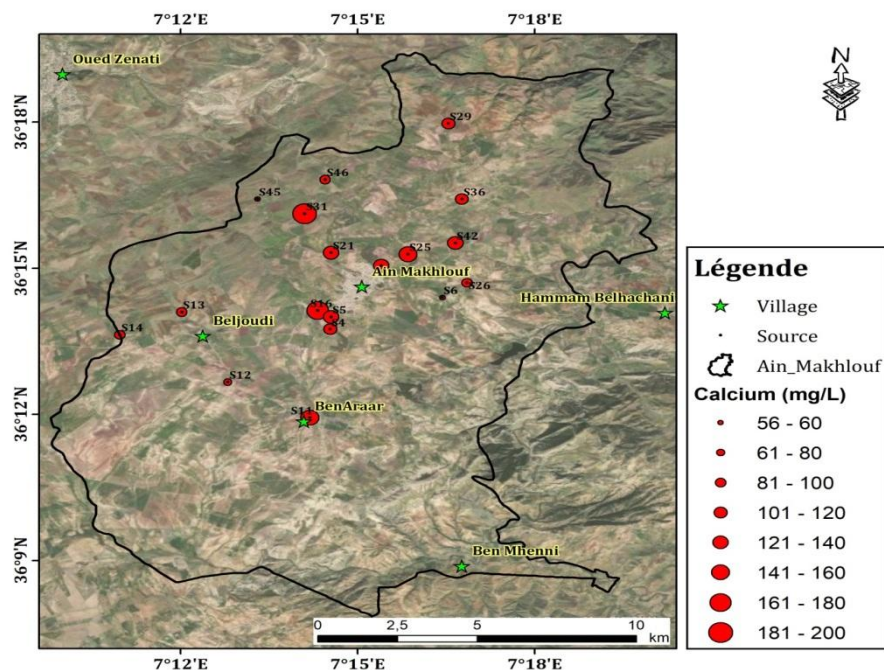 7°12'E 7°15'E 7°18'E
Oued Zenati
N
36°18'N
S29
S46
S45
S36
S31
S42
S21
S25
36°15'N
Ain Makhlouf
S26
S6
Hammam Belhachani
S16
S13
S5
S14
S4
Beljoudi
S12
36°12'N
BenAraar
S11
Ben Mhenni
36°9'N
0 2,5 5 10
km
7°12'E 7°15'E 7°18'E
Légende
Village
Source
Ain_Makhlouf
Calcium (mg/L)
56 - 60
61 - 80
81 - 100
101 - 120
121 - 140
141 - 160
161 - 180
181 - 200